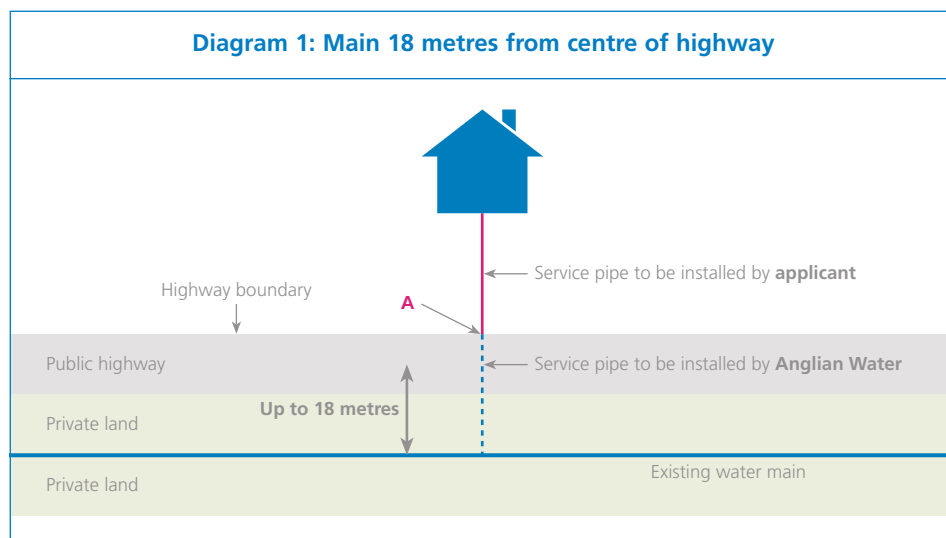 Diagram 1: Main 18 metres from centre of highway
Service pipe to be installed by applicant
Highway boundary
A
Public highway
Service pipe to be installed by Anglian Water
Up to 18 metres
Private land
Existing water main
Private land